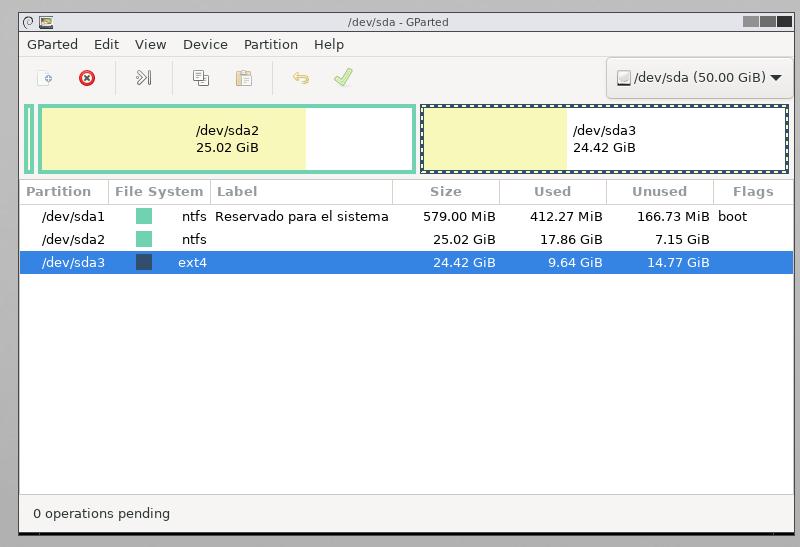 /dev/sda - GParted
GParted Edit View Device Partition Help
/dev/sda (50.00 GiB)
/dev/sda2
25.02 GiB
/dev/sda3
24.42 GiB
Partition File System Label Size Used Unused Flags
/dev/sda1 ntfs Reservado para el sistema 579.00 MiB 412.27 MiB 166.73 MiB boot
/dev/sda2 ntfs 25.02 GiB 17.86 GiB 7.15 GiB
/dev/sda3 ext4 24.42 GiB 9.64 GiB 14.77 GiB
0 operations pending